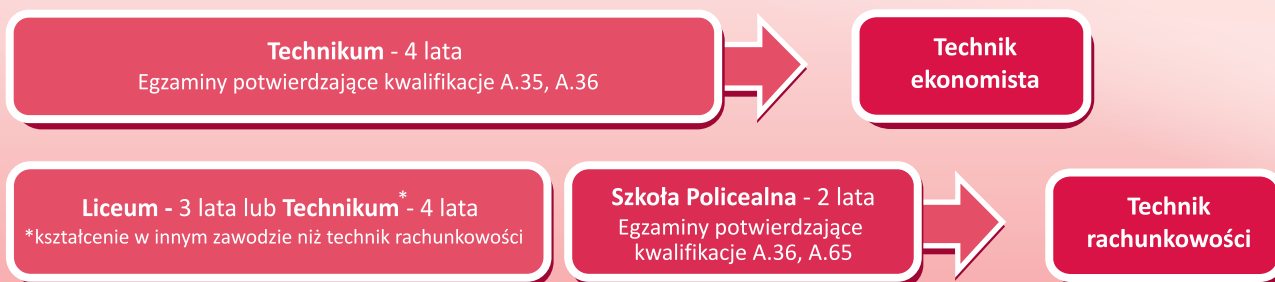 Technikum - 4 lata
Egzaminy potwierdzające kwalifikacje A.35, A.36
Technik
ekonomista
Liceum - 3 lata lub Technikum*- 4 lata
*kształcenie w innym zawodzie niż technik rachunkowości
Szkoła Policealna - 2 lata
Egzaminy potwierdzające
kwalifikacje A.36, A.65
Technik
rachunkowości